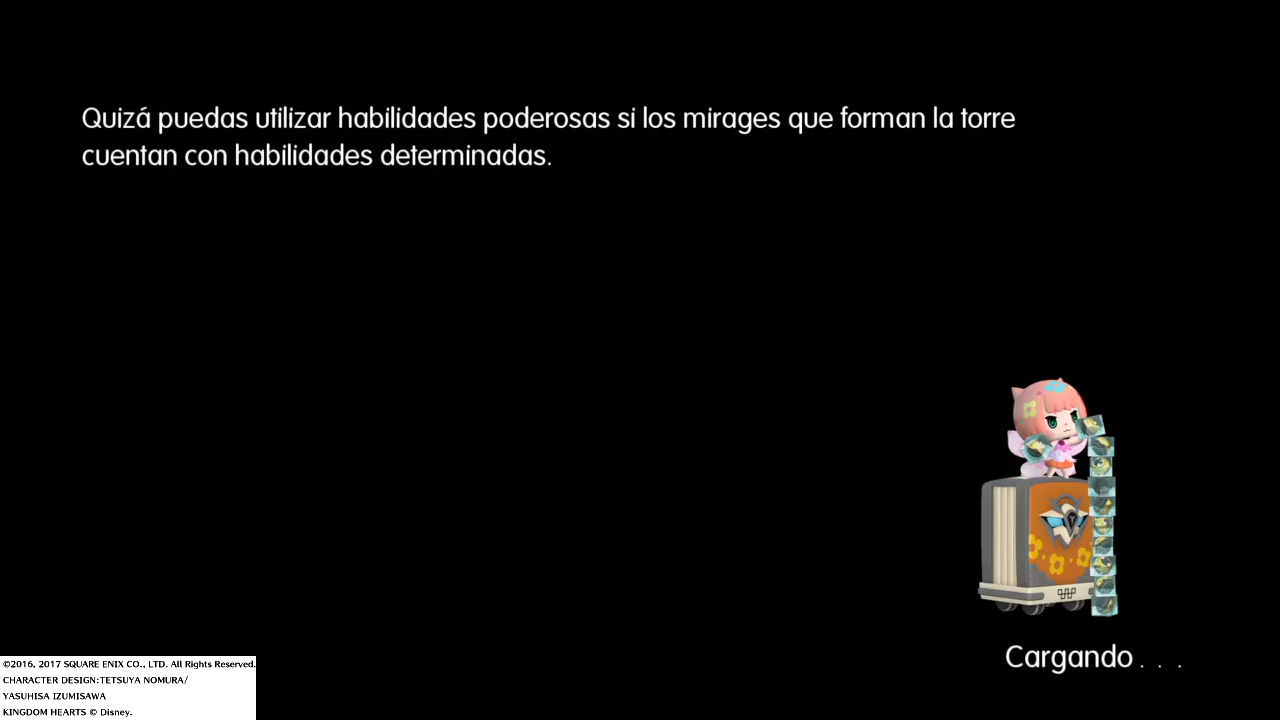 Quizá puedas utilizar habilidades poderosas si los mirages que forman la torre
cuentan con habilidades determinadas.
Cargando . . .
©2016, 2017 SQUARE ENIX CO., LTD. All Rights Reserved.
CHARACTER DESIGN:TETSUYA NOMURA/
YASUHISA IZUMISAWA
KINGDOM HEARTS © Disney.